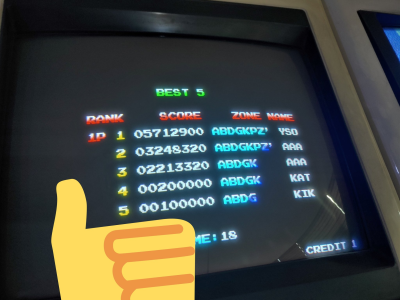 BEST 5
RANK SCORE ZONE NAME
1P 1 05712900 ABDGKPZ' YSO
2 03248320 ABDGKPZ' AAA
3 02213320 ABDGK AAA
4 00200000 ABDGK KAT
5 00100000 ABDG KIK
ME:18
CREDIT 1